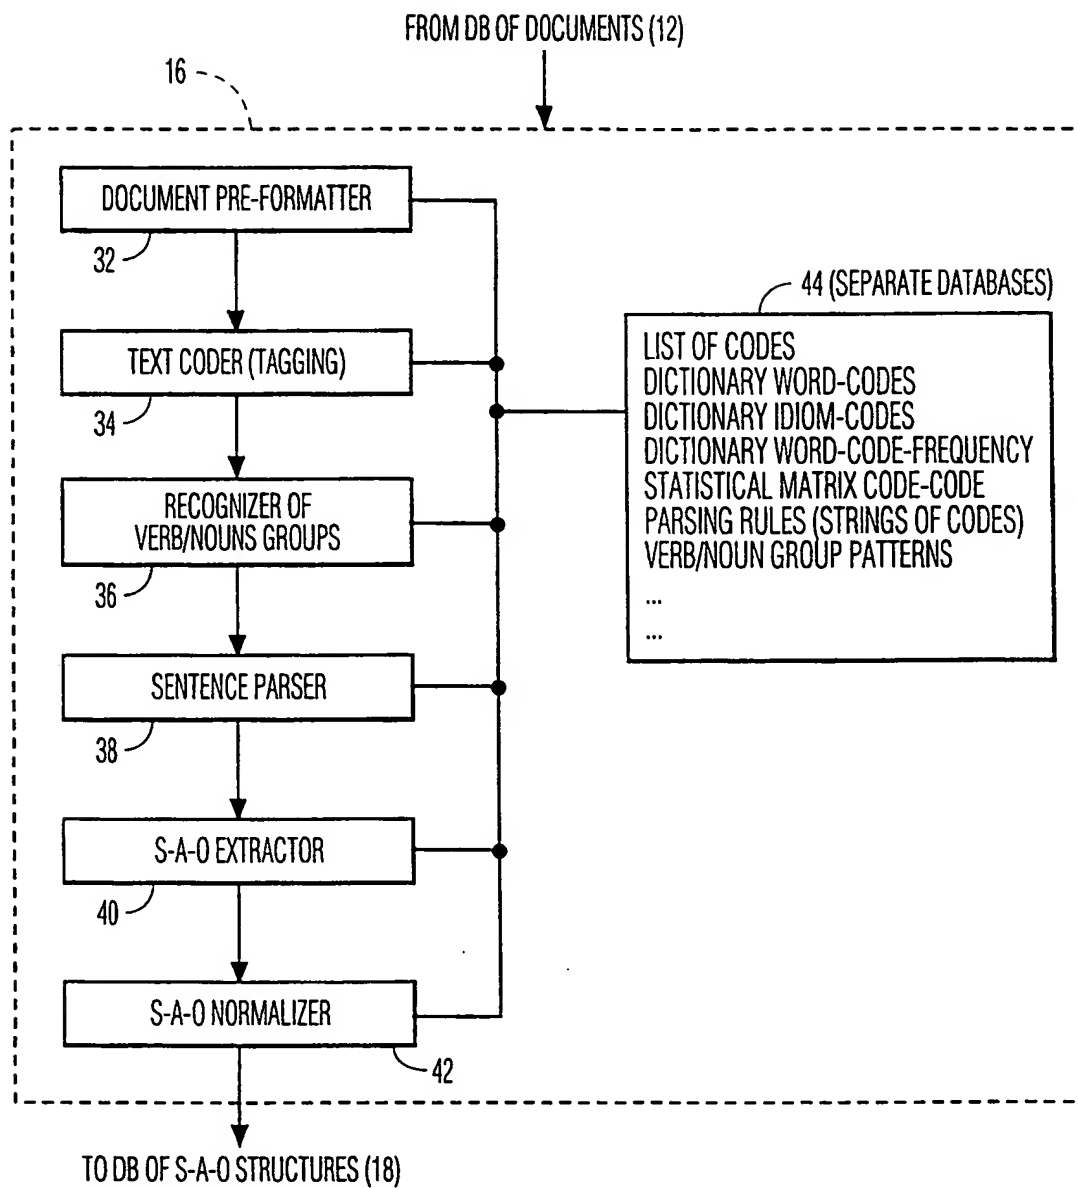 FROM DB OF DOCUMENTS (12)
16
DOCUMENT PRE-FORMATTER
32
TEXT CODER (TAGGING)
34
RECOGNIZER OF
VERB/NOUNS GROUPS
36
SENTENCE PARSER
38
S-A-O EXTRACTOR
40
S-A-O NORMALIZER
42
44 (SEPARATE DATABASES)
LIST OF CODES
DICTIONARY WORD-CODES
DICTIONARY IDIOM-CODES
DICTIONARY WORD-CODE-FREQUENCY
STATISTICAL MATRIX CODE-CODE
PARSING RULES (STRINGS OF CODES)
VERB/NOUN GROUP PATTERNS
...
...
TO DB OF S-A-O STRUCTURES (18)